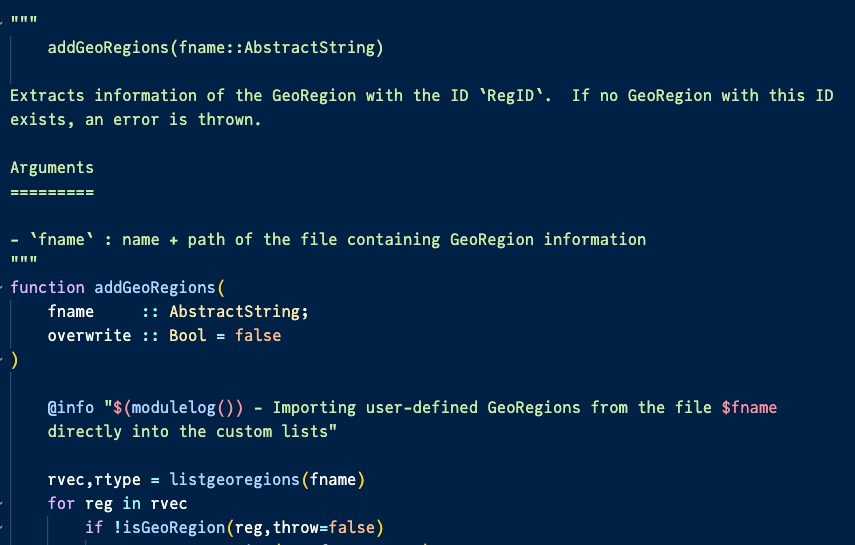 """
    addGeoRegions(fname::AbstractString)
Extracts information of the GeoRegion with the ID `RegID`.  If no GeoRegion with this ID
exists, an error is thrown.
Arguments
=========
- `fname` : name + path of the file containing GeoRegion information
"""
function addGeoRegions(
    fname     :: AbstractString;
    overwrite :: Bool = false
)
    @info "$(modulelog()) - Importing user-defined GeoRegions from the file $fname
    directly into the custom lists"
    rvec,rtype = listgeoregions(fname)
    for reg in rvec
        if !isGeoRegion(reg,throw=false)